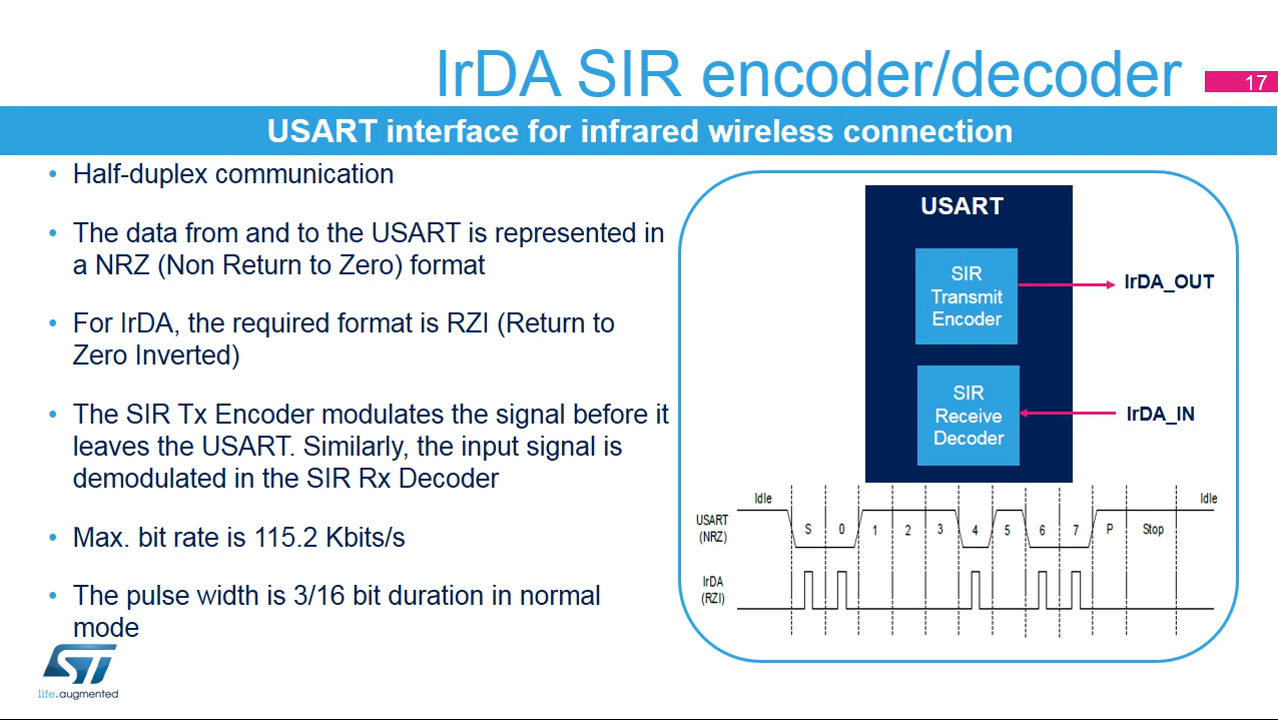 IrDA SIR encoder/decoder
17
USART interface for infrared wireless connection
• Half-duplex communication
• The data from and to the USART is represented in
a NRZ (Non Return to Zero) format
• For IrDA, the required format is RZI (Return to
Zero Inverted)
• The SIR Tx Encoder modulates the signal before it
leaves the USART. Similarly, the input signal is
demodulated in the SIR Rx Decoder
• Max. bit rate is 115.2 Kbits/s
• The pulse width is 3/16 bit duration in normal
mode
USART
SIR
Transmit
Encoder
IrDA_OUT
SIR
Receive
Decoder
IrDA_IN
Idle
Idle
USART
(NRZ)
S 0 1 2 3 4 5 6 7 P Stop
IrDA
(RZI)
ST
life.augmented